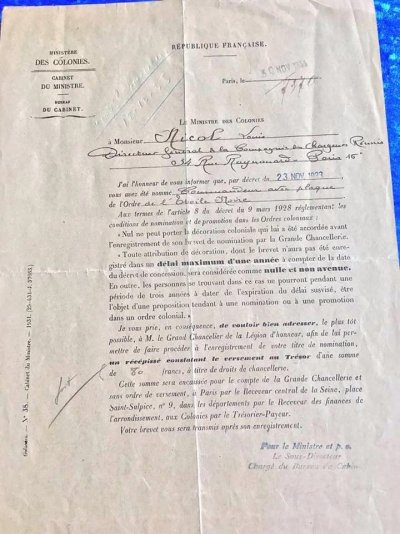 MINISTÈRE
DES COLONIES.
CABINET
DU MINISTRE.
BUREAU
DU CABINET.
RÉPUBLIQUE FRANÇAISE.
Paris, le
30 NOV 1933
LE MINISTRE DES COLONIES
à Monsieur Nicol Louis
Directeur Général de la Compagnie des Chargeurs Réunis
34 Rue Raynouard Paris 16
J'ai l'honneur de vous informer que, par décret du 23 NOV. 1933
vous avez été nommé Commandeur avec plaque
de l'Ordre de l'Étoile Noire
Aux termes de l'article 8 du décret du 9 mars 1928 réglementant les
conditions de nomination et de promotion dans les Ordres coloniaux :
« Nul ne peut porter la décoration coloniale qui lui a été accordée avant
l'enregistrement de son brevet de nomination par la Grande Chancellerie.
« Toute attribution de décoration, dont le brevet n'aura pas été enre-
gistré dans un délai maximum d'une année à compter de la date
du décret de concession, sera considérée comme nulle et non avenue.
En outre, les personnes se trouvant dans ce cas ne pourront pendant une
période de trois années à dater de l'expiration du délai susvisé, être
l'objet d'une proposition tendant à une nomination ou à une promotion
dans un ordre colonial. »
Je vous prie, en conséquence, de vouloir bien adresser, le plus tôt
possible, à M. le Grand Chancelier de la Légion d'honneur, afin de lui per-
mettre de faire procéder à l'enregistrement de votre titre de nomination,
un récépissé constatant le versement au Trésor d'une somme
de 80 francs, à titre de droits de chancellerie.
Cette somme sera encaissée pour le compte de la Grande Chancellerie et
sans ordre de versement, à Paris par le Receveur central de la Seine, place
Saint-Sulpice, n° 9, dans les départements par le Receveur des finances de
l'arrondissement, aux Colonies par le Trésorier-Payeur.
Votre brevet vous sera transmis après son enregistrement.
Pour le Ministre et p. o.
Le Sous-Directeur
Chargé du Bureau du Cabinet
N° 38. — Cabinet du Ministre. — 1931.